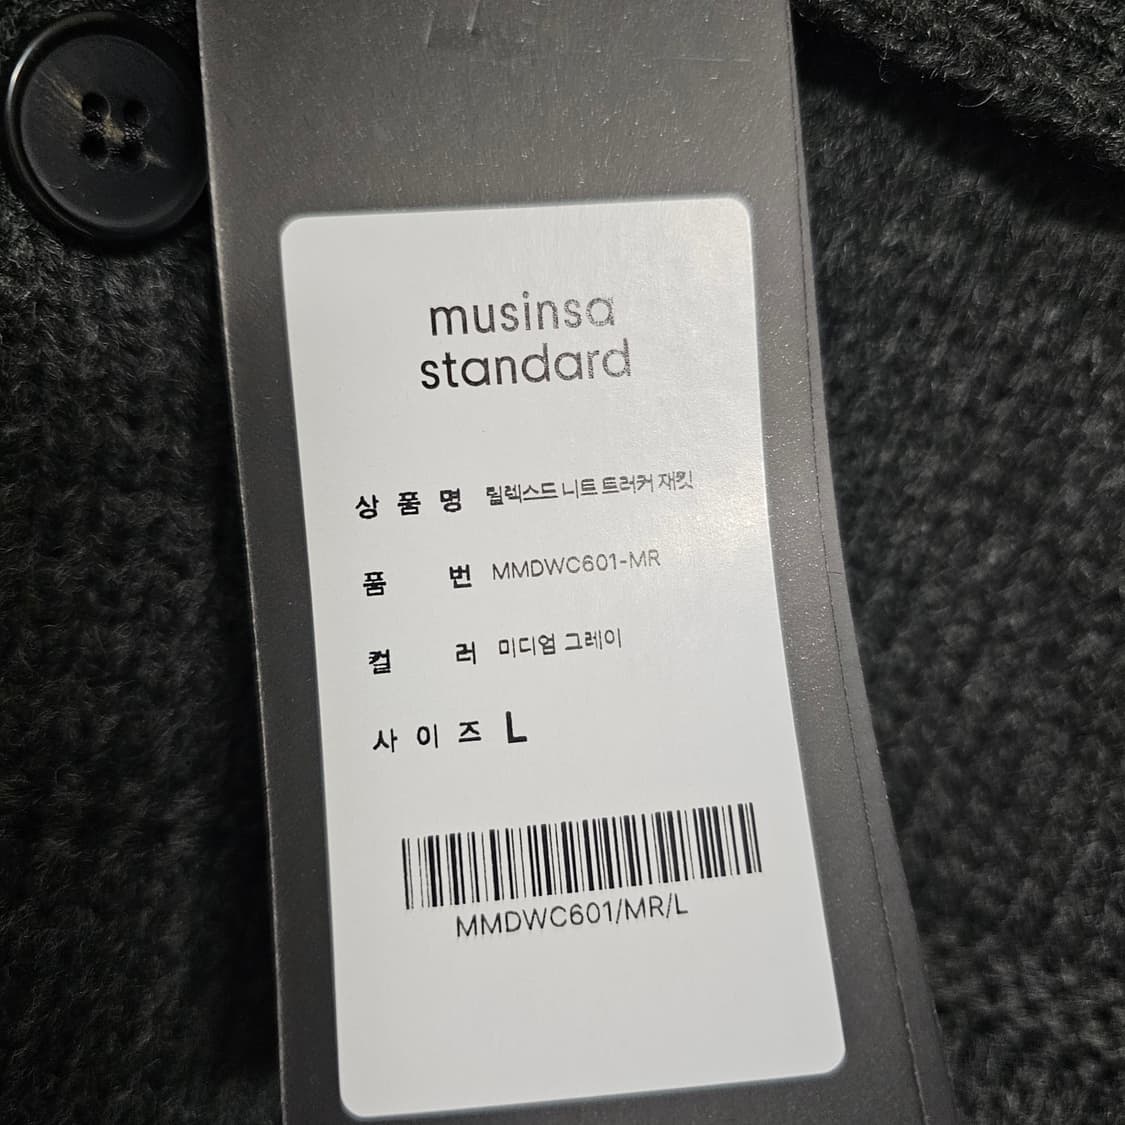 musinsa
standard
상품명 릴렉스드 니트 트러커 재킷
품번 MMDWC601-MR
컬러 미디엄 그레이
사이즈 L
MMDWC601/MR/L